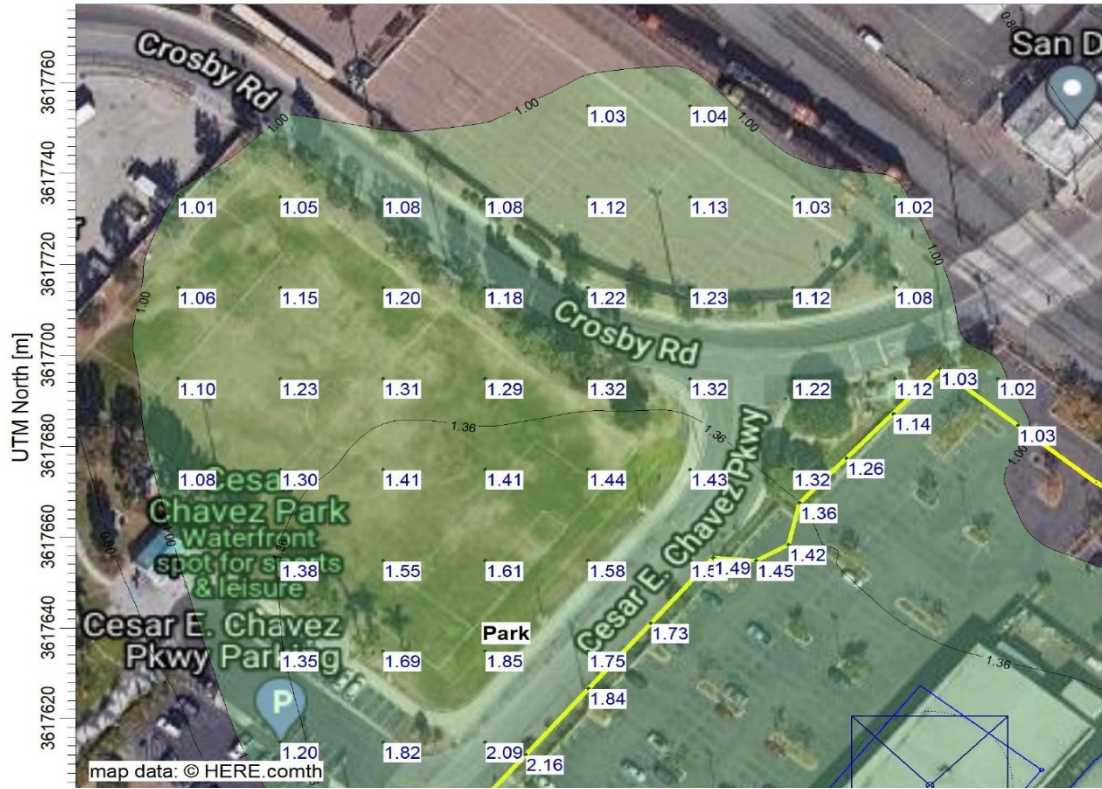 UTM North [m]
3617760
3617740
3617720
3617700
3617680
3617660
3617640
3617620
0.80
San D
Crosby Rd
1.00
1.03 1.04
1.00
1.00
1.01 1.05 1.08 1.08 1.12 1.13 1.03 1.02
1.00
1.00
1.06 1.15 1.20 1.18 1.22 1.23 1.12 1.08
Crosby Rd
1.10 1.23 1.31 1.29 1.32 1.32 1.22 1.12 1.03 1.02
1.36
1.36
1.14
1.03
1.00
1.26
1.08 1.30 1.41 1.41 1.44 1.43 1.32
1.36
Chavez Park
Waterfront
& leisure
Cesar E. Chavez Pkwy
1.42
1.38 1.55 1.61 1.58 1.49 1.45
Cesar E. Chavez
Pkwy Parking
Park
1.73
1.36
1.35 1.69 1.85 1.75
1.84
P
1.20 1.82 2.09
2.16
map data: © HERE.comth